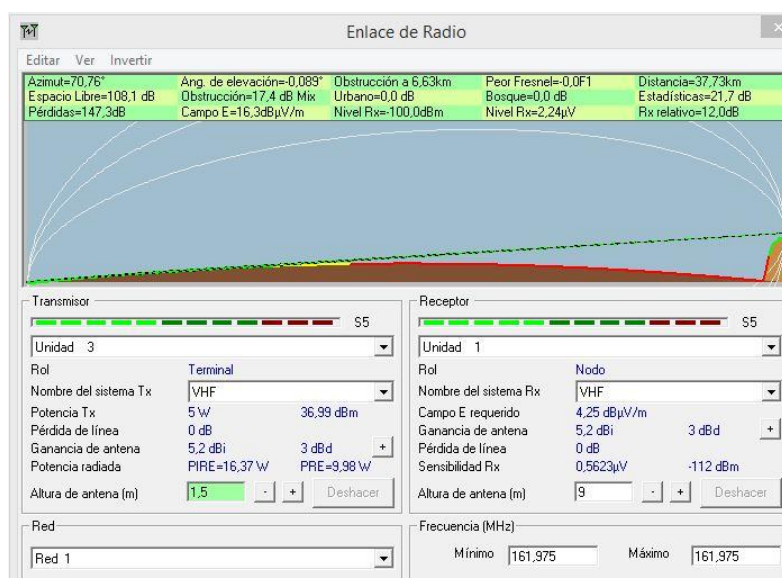 Enlace de Radio
Editar Ver Invertir
Azimut=70,76° Ang. de elevación=-0,089° Obstrucción a 6,63km Peor Fresnel=-0,0F1 Distancia=37,73km
Espacio Libre=108,1 dB Obstrucción=17,4 dB Mix Urbano=0,0 dB Bosque=0,0 dB Estadísticas=21,7 dB
Pérdidas=147,3dB Campo E=16,3dBµV/m Nivel Rx=-100,0dBm Nivel Rx=2,24µV Rx relativo=12,0dB
Transmisor
S5
Unidad 3
Rol Terminal
Nombre del sistema Tx VHF
Potencia Tx 5 W 36,99 dBm
Pérdida de línea 0 dB
Ganancia de antena 5,2 dBi 3 dBd +
Potencia radiada PIRE=16,37 W PRE=9,98 W
Altura de antena (m) 1,5 - + Deshacer
Receptor
S5
Unidad 1
Rol Nodo
Nombre del sistema Rx VHF
Campo E requerido 4,25 dBµV/m
Ganancia de antena 5,2 dBi 3 dBd +
Pérdida de línea 0 dB
Sensibilidad Rx 0,5623µV -112 dBm
Altura de antena (m) 9 - + Deshacer
Red
Red 1
Frecuencia (MHz)
Mínimo 161,975 Máximo 161,975